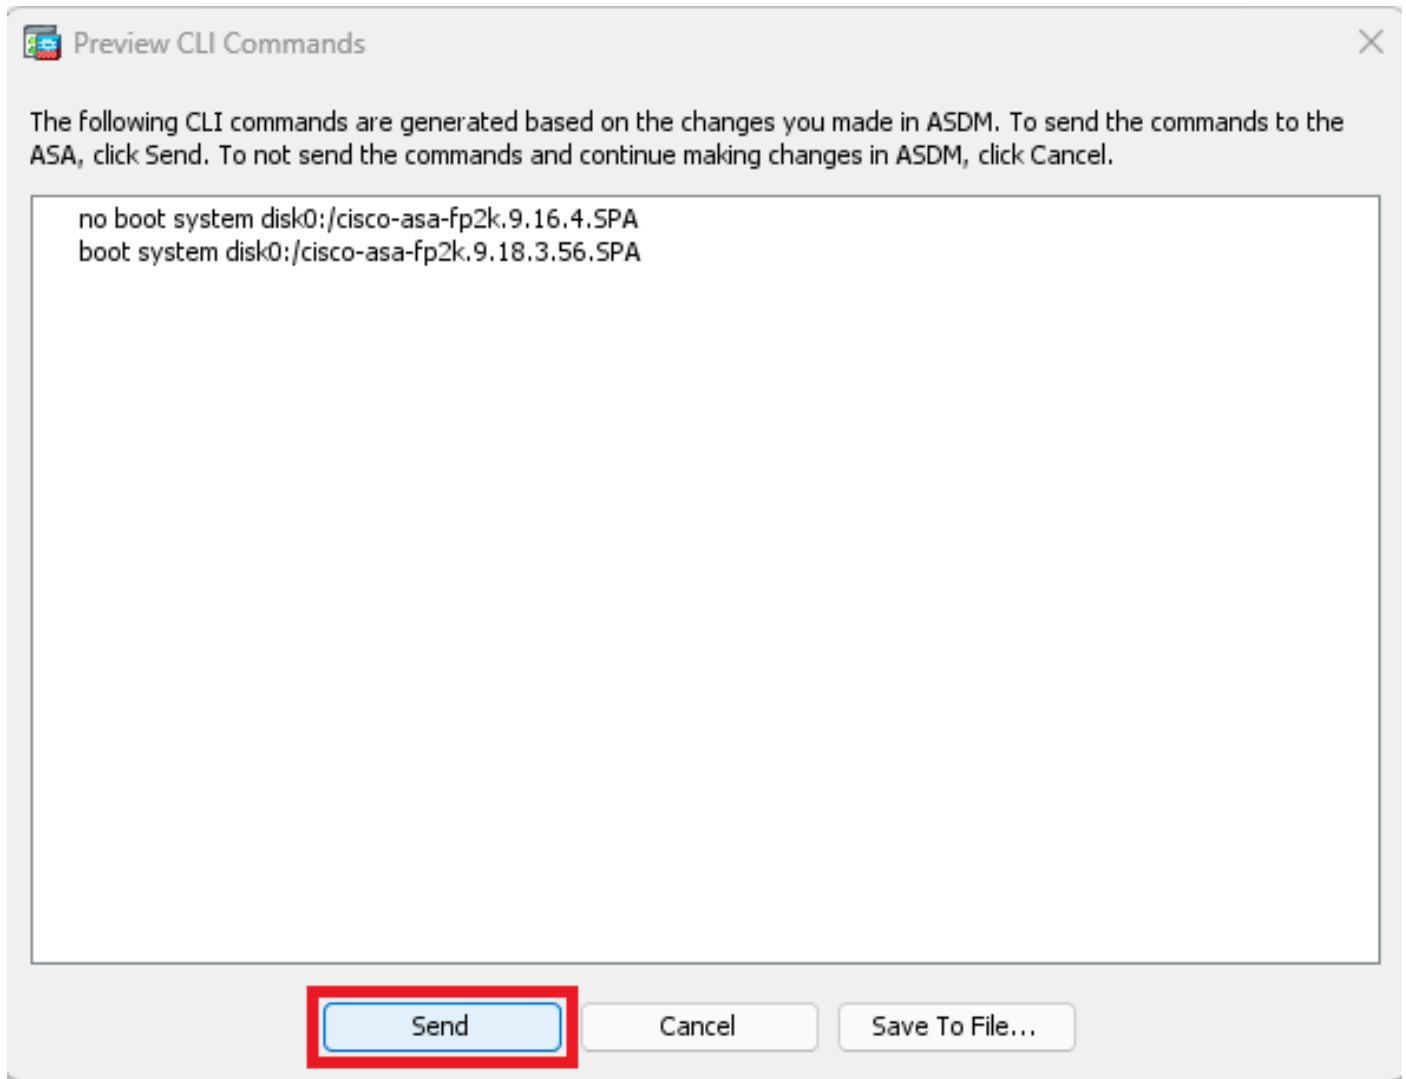 Preview CLI Commands
The following CLI commands are generated based on the changes you made in ASDM. To send the commands to the
ASA, click Send. To not send the commands and continue making changes in ASDM, click Cancel.
no boot system disk0:/cisco-asa-fp2k.9.16.4.SPA
boot system disk0:/cisco-asa-fp2k.9.18.3.56.SPA
Send Cancel Save To File...